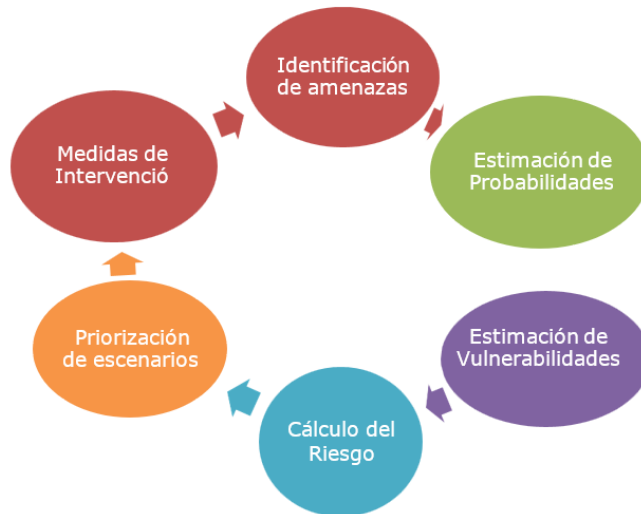 Identificación
de amenazas
Estimación de
Probabilidades
Estimación de
Vulnerabilidades
Cálculo del
Riesgo
Priorización
de escenarios
Medidas de
Intervenció